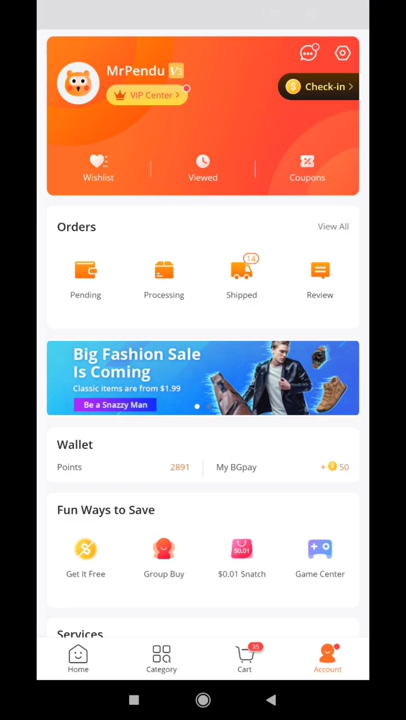 MrPendu V3
VIP Center >
Check-in >
Wishlist
Viewed
Coupons
Orders
View All
14
Pending
Processing
Shipped
Review
Big Fashion Sale
Is Coming
Classic items are from $1.99
Be a Snazzy Man
Wallet
Points 2891 My BGpay + 50
Fun Ways to Save
$0.01
Get It Free
Group Buy
$0.01 Snatch
Game Center
Services
35
Home
Category
Cart
Account